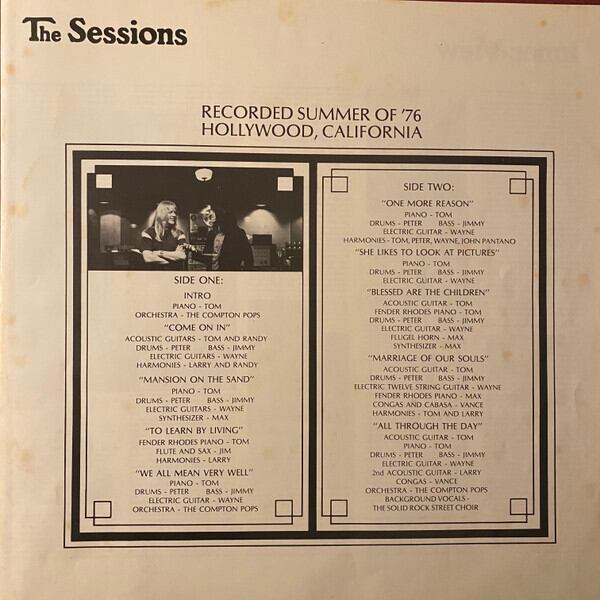 The Sessions
RECORDED SUMMER OF '76
HOLLYWOOD, CALIFORNIA
SIDE ONE:
INTRO
PIANO - TOM
ORCHESTRA - THE COMPTON POPS
"COME ON IN"
ACOUSTIC GUITARS - TOM AND RANDY
DRUMS - PETER BASS - JIMMY
ELECTRIC GUITARS - WAYNE
HARMONIES - LARRY AND RANDY
"MANSION ON THE SAND"
PIANO - TOM
DRUMS - PETER BASS - JIMMY
ELECTRIC GUITARS - WAYNE
SYNTHESIZER - MAX
"TO LEARN BY LIVING"
FENDER RHODES PIANO - TOM
FLUTE AND SAX - JIM
HARMONIES - LARRY
"WE ALL MEAN VERY WELL"
PIANO - TOM
DRUMS - PETER BASS - JIMMY
ELECTRIC GUITAR - WAYNE
ORCHESTRA - THE COMPTON POPS
SIDE TWO:
"ONE MORE REASON"
PIANO - TOM
DRUMS - PETER BASS - JIMMY
ELECTRIC GUITAR - WAYNE
HARMONIES - TOM, PETER, WAYNE, JOHN PANTANO
"SHE LIKES TO LOOK AT PICTURES"
PIANO - TOM
DRUMS - PETER BASS - JIMMY
ELECTRIC GUITAR - WAYNE
"BLESSED ARE THE CHILDREN"
ACOUSTIC GUITAR - TOM
FENDER RHODES PIANO - TOM
DRUMS - PETER BASS - JIMMY
ELECTRIC GUITAR - WAYNE
FLUGEL HORN - MAX
SYNTHESIZER - MAX
"MARRIAGE OF OUR SOULS"
ACOUSTIC GUITAR - TOM
DRUMS - PETER BASS - JIMMY
ELECTRIC TWELVE STRING GUITAR - WAYNE
FENDER RHODES PIANO - MAX
CONGAS AND CABASA - VANCE
HARMONIES - TOM AND LARRY
"ALL THROUGH THE DAY"
ACOUSTIC GUITAR - TOM
PIANO - TOM
DRUMS - PETER BASS - JIMMY
ELECTRIC GUITAR - WAYNE
2nd ACOUSTIC GUITAR - LARRY
CONGAS - VANCE
ORCHESTRA - THE COMPTON POPS
BACKGROUND VOCALS -
THE SOLID ROCK STREET CHOIR